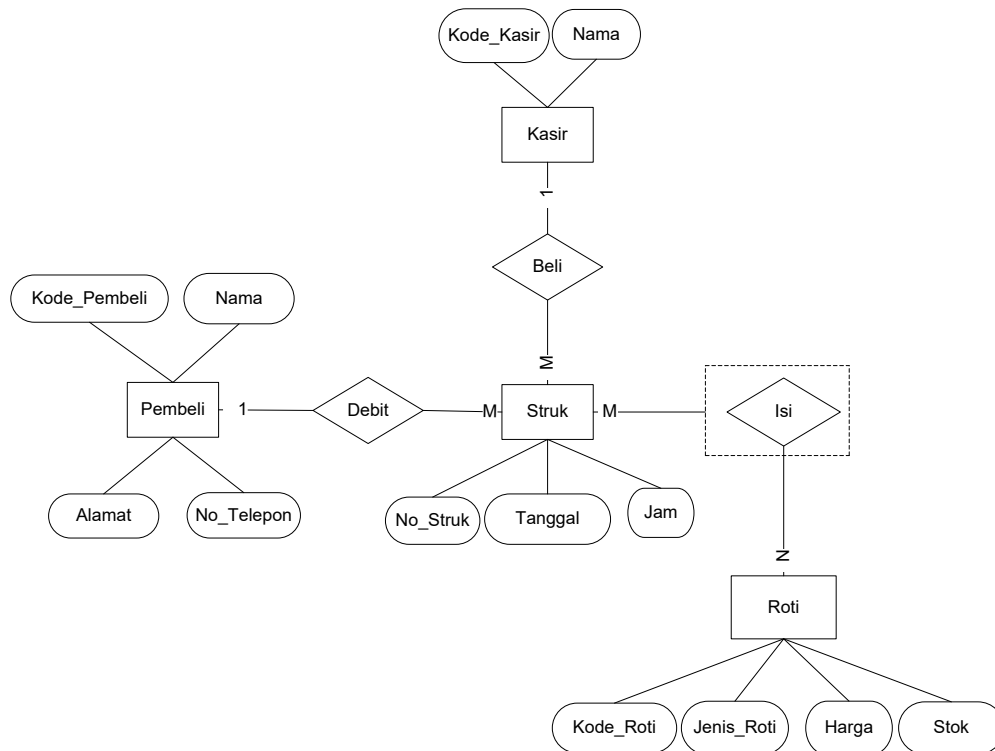 Kode_Kasir
Nama
Kasir
1
Beli
M
Kode_Pembeli
Nama
Pembeli
1
Debit
M
Struk
M
Isi
Alamat
No_Telepon
No_Struk
Tanggal
Jam
N
Roti
Kode_Roti
Jenis_Roti
Harga
Stok